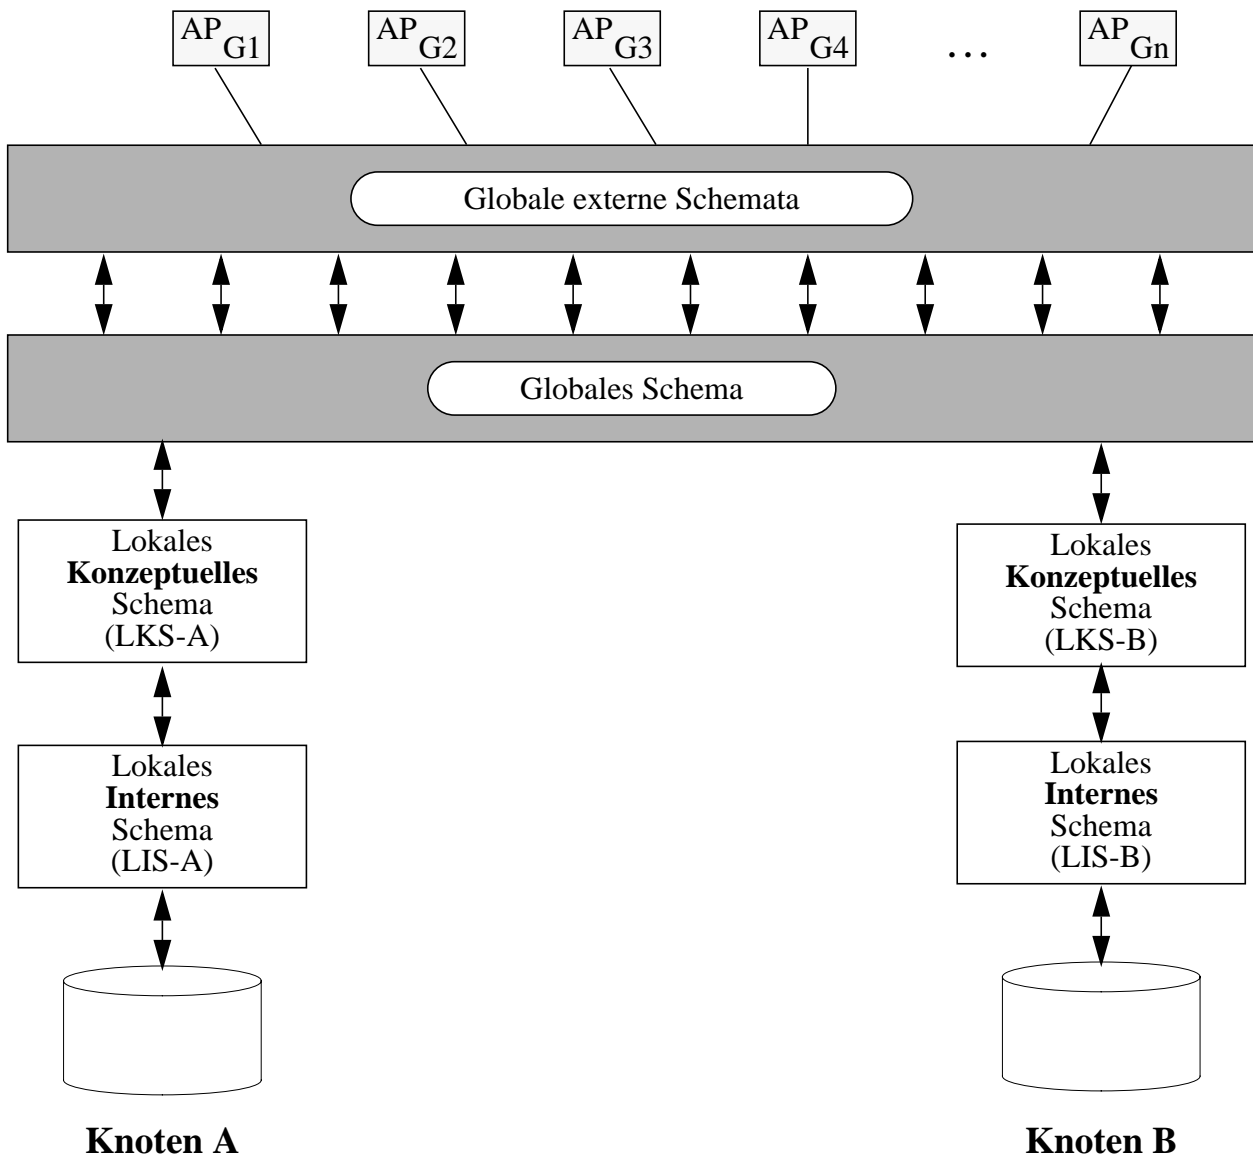 AP G1 AP G2 AP G3 AP G4 ... AP Gn
Globale externe Schemata
Globales Schema
Lokales
Konzeptuelles
Schema
(LKS-A)
Lokales
Konzeptuelles
Schema
(LKS-B)
Lokales
Internes
Schema
(LIS-A)
Lokales
Internes
Schema
(LIS-B)
Knoten A
Knoten B